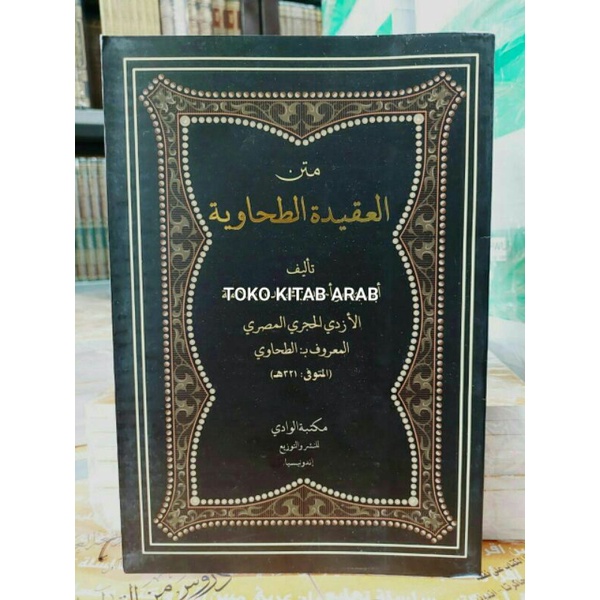 متن
العقيدة الطحاوية
تأليف
TOKO KITAB ARAB
الأزدي الحجري المصري
المعروف بـ: الطحاوي
(المتوفى: ٣٢١هـ)
مكتبة الوادي
للنشر والتوزيع
إندونيسيا.